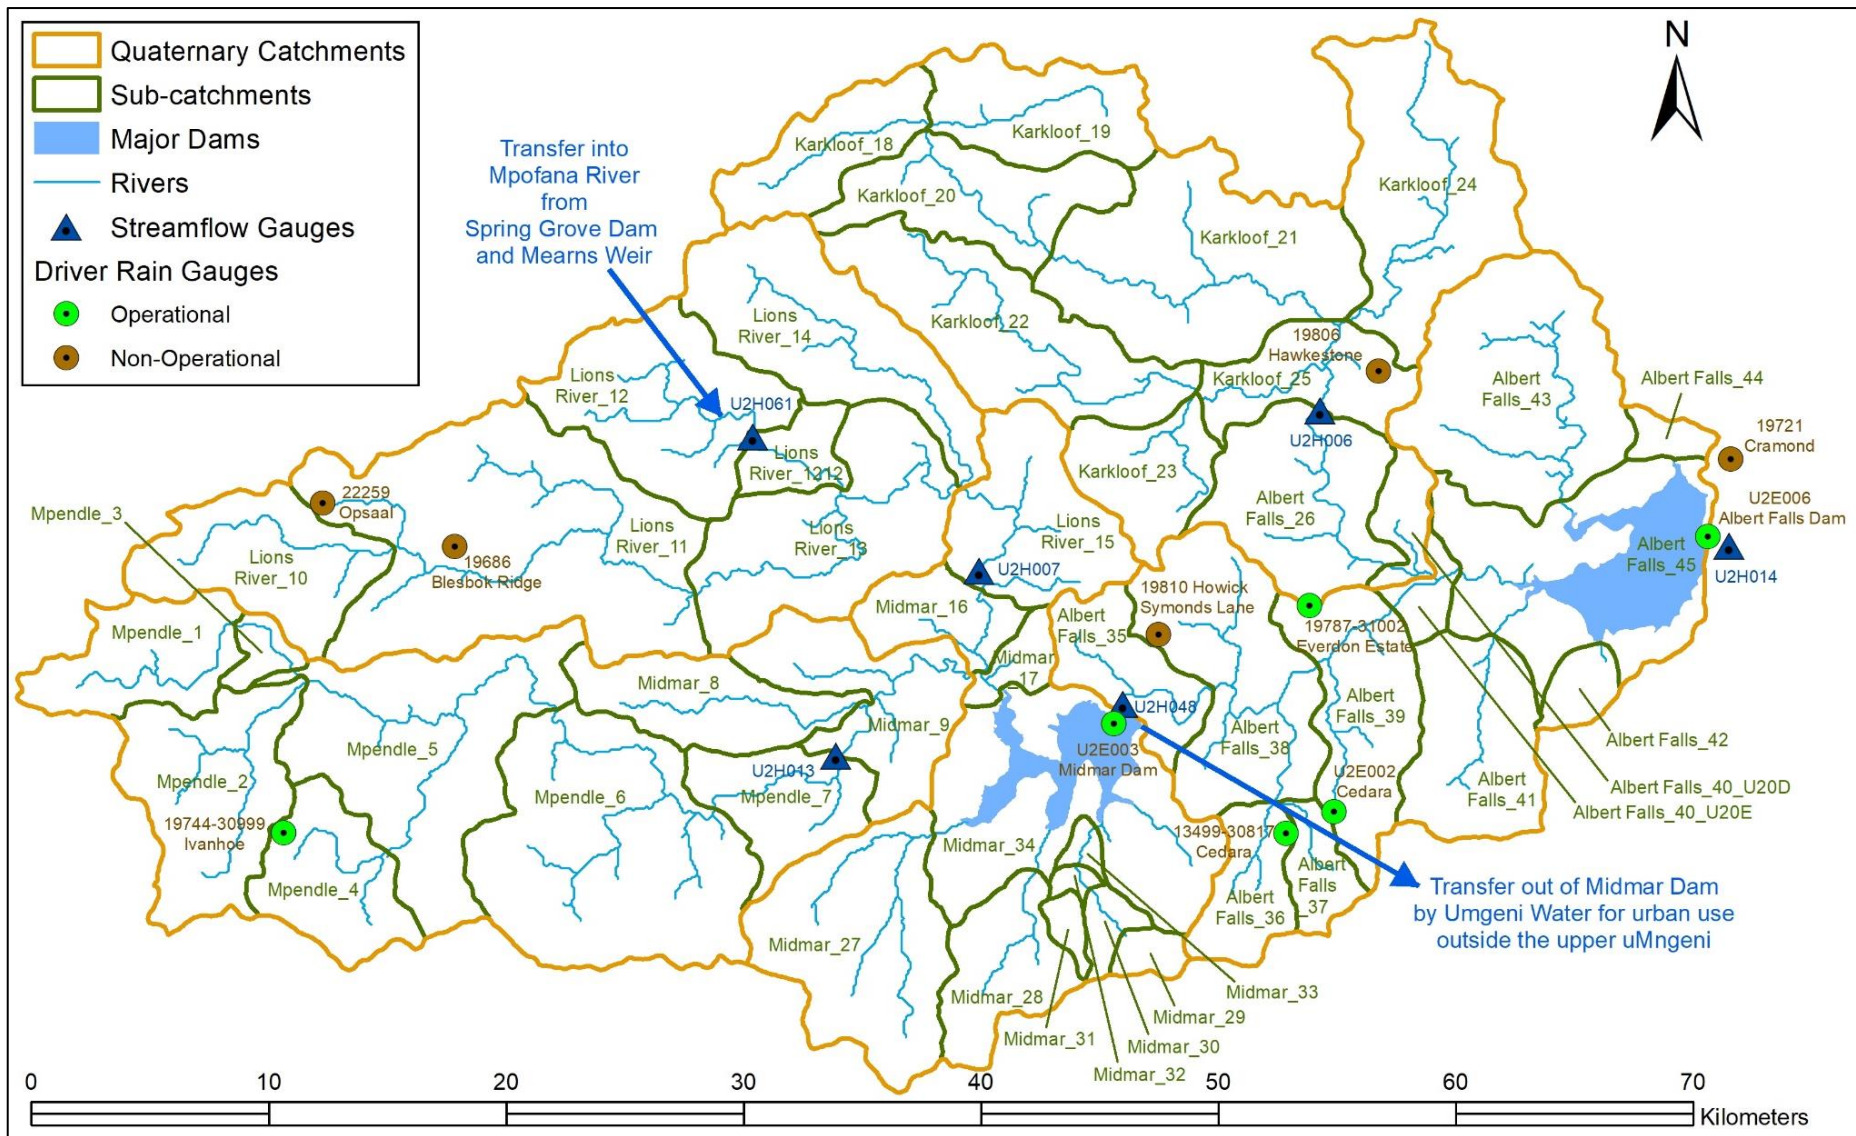 Quaternary Catchments
Sub-catchments
Major Dams
Rivers
Streamflow Gauges
Driver Rain Gauges
Operational
Non-Operational
N
Transfer into
Mpofana River
from
Spring Grove Dam
and Mearns Weir
Karkloof_18
Karkloof_19
Karkloof_20
Karkloof_24
Karkloof_21
Karkloof_22
Lions
River_14
19806
Hawkestone
Lions
River_12
Karkloof_25
Albert
Falls_43
Albert Falls_44
U2H061
U2H006
19721
Cramond
Lions
River_1212
Karkloof_23
22259
Opsaal
Mpendle_3
Albert
Falls_26
U2E006
Albert Falls Dam
Lions
River_10
Lions
River_11
Lions
River_13
Lions
River_15
19686
Blesbok Ridge
Albert
Falls_45
U2H014
U2H007
19810 Howick
Symonds Lane
Midmar_16
Albert
Falls_35
19787-31002
Everdon Estate
Mpendle_1
Midmar
_17
Midmar_8
Midmar_9
U2H048
Albert
Falls_39
Albert
Falls_38
Mpendle_5
Albert Falls_42
Mpendle_2
U2H013
U2E003
Midmar Dam
U2E002
Cedara
Albert Falls_40_U20D
Albert Falls_40_U20E
Albert
Falls_41
Mpendle_6
Mpendle_7
19744-30999
Ivanhoe
13499-30817
Cedara
Midmar_34
Mpendle_4
Albert
Falls
_37
Albert
Falls_36
Transfer out of Midmar Dam
by Umgeni Water for urban use
outside the upper uMngeni
Midmar_27
Midmar_28
Midmar_33
Midmar_29
Midmar_31
Midmar_30
Midmar_32
0 10 20 30 40 50 60 70
Kilometers